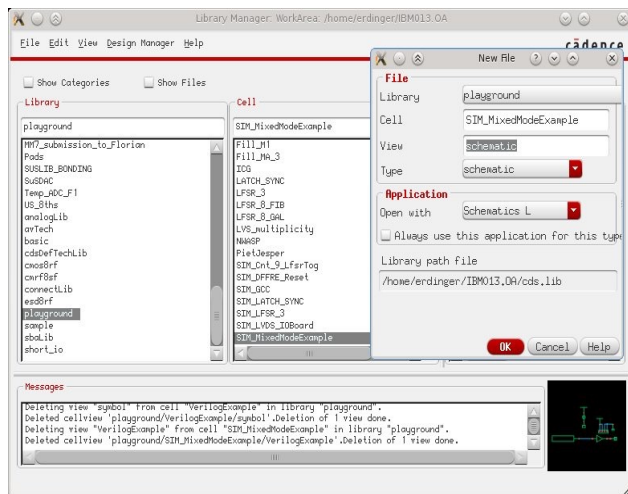 Library Manager: WorkArea: /home/erdinger/IBM013.OA
File Edit View Design Manager Help
cādence
Show Categories
Show Files
Library
playground
MM7_submission_to_Florian
Pads
SUSLIB_BONDING
SuSDAC
Temp_ADC_F1
US_8ths
analogLib
avTech
basic
cdsDefTechLib
cmos8rf
cmrf8sf
connectLib
esd8rf
playground
sample
sbaLib
short_io
Cell
SIM_MixedModeExample
Fill_M1
Fill_MA_3
ICG
LATCH_SYNC
LFSR_3
LFSR_8_FIB
LFSR_8_GAL
LVS_multiplicity
NWASP
PietJesper
SIM_Cnt_9_LfsrTog
SIM_DFFRE_Reset
SIM_GCC
SIM_LATCH_SYNC
SIM_LFSR_3
SIM_LVDS_IOBoard
SIM_MixedModeExample
New File
File
Library playground
Cell SIM_MixedModeExample
View schematic
Type schematic
Application
Open with Schematics L
Always use this application for this type
Library path file
/home/erdinger/IBM013.OA/cds.lib
OK Cancel Help
Messages
Deleting view "symbol" from cell "VerilogExample" in library "playground".
Deleted cellview 'playground/VerilogExample/symbol'.Deletion of 1 view done.
Deleting view "VerilogExample" from cell "SIM_MixedModeExample" in library "playground".
Deleted cellview 'playground/SIM_MixedModeExample/VerilogExample'.Deletion of 1 view done.